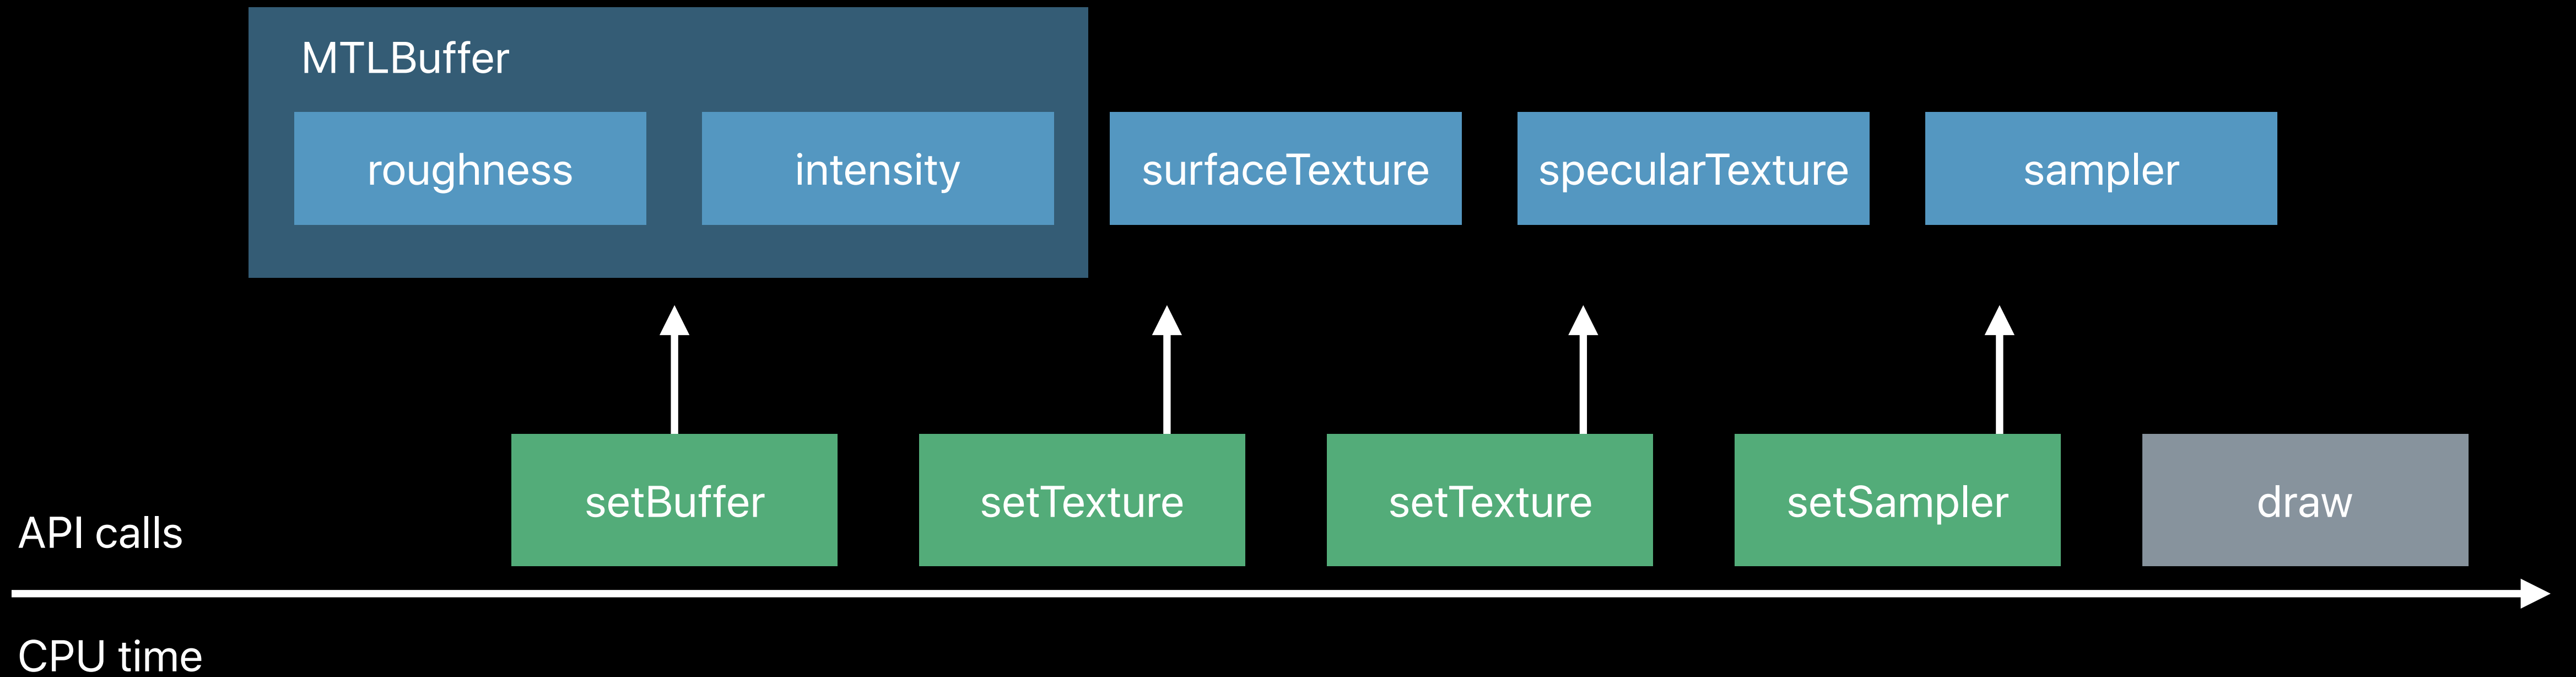 MTLBuffer
roughness
intensity
surfaceTexture
specularTexture
sampler
setBuffer
setTexture
setTexture
setSampler
draw
API calls
CPU time